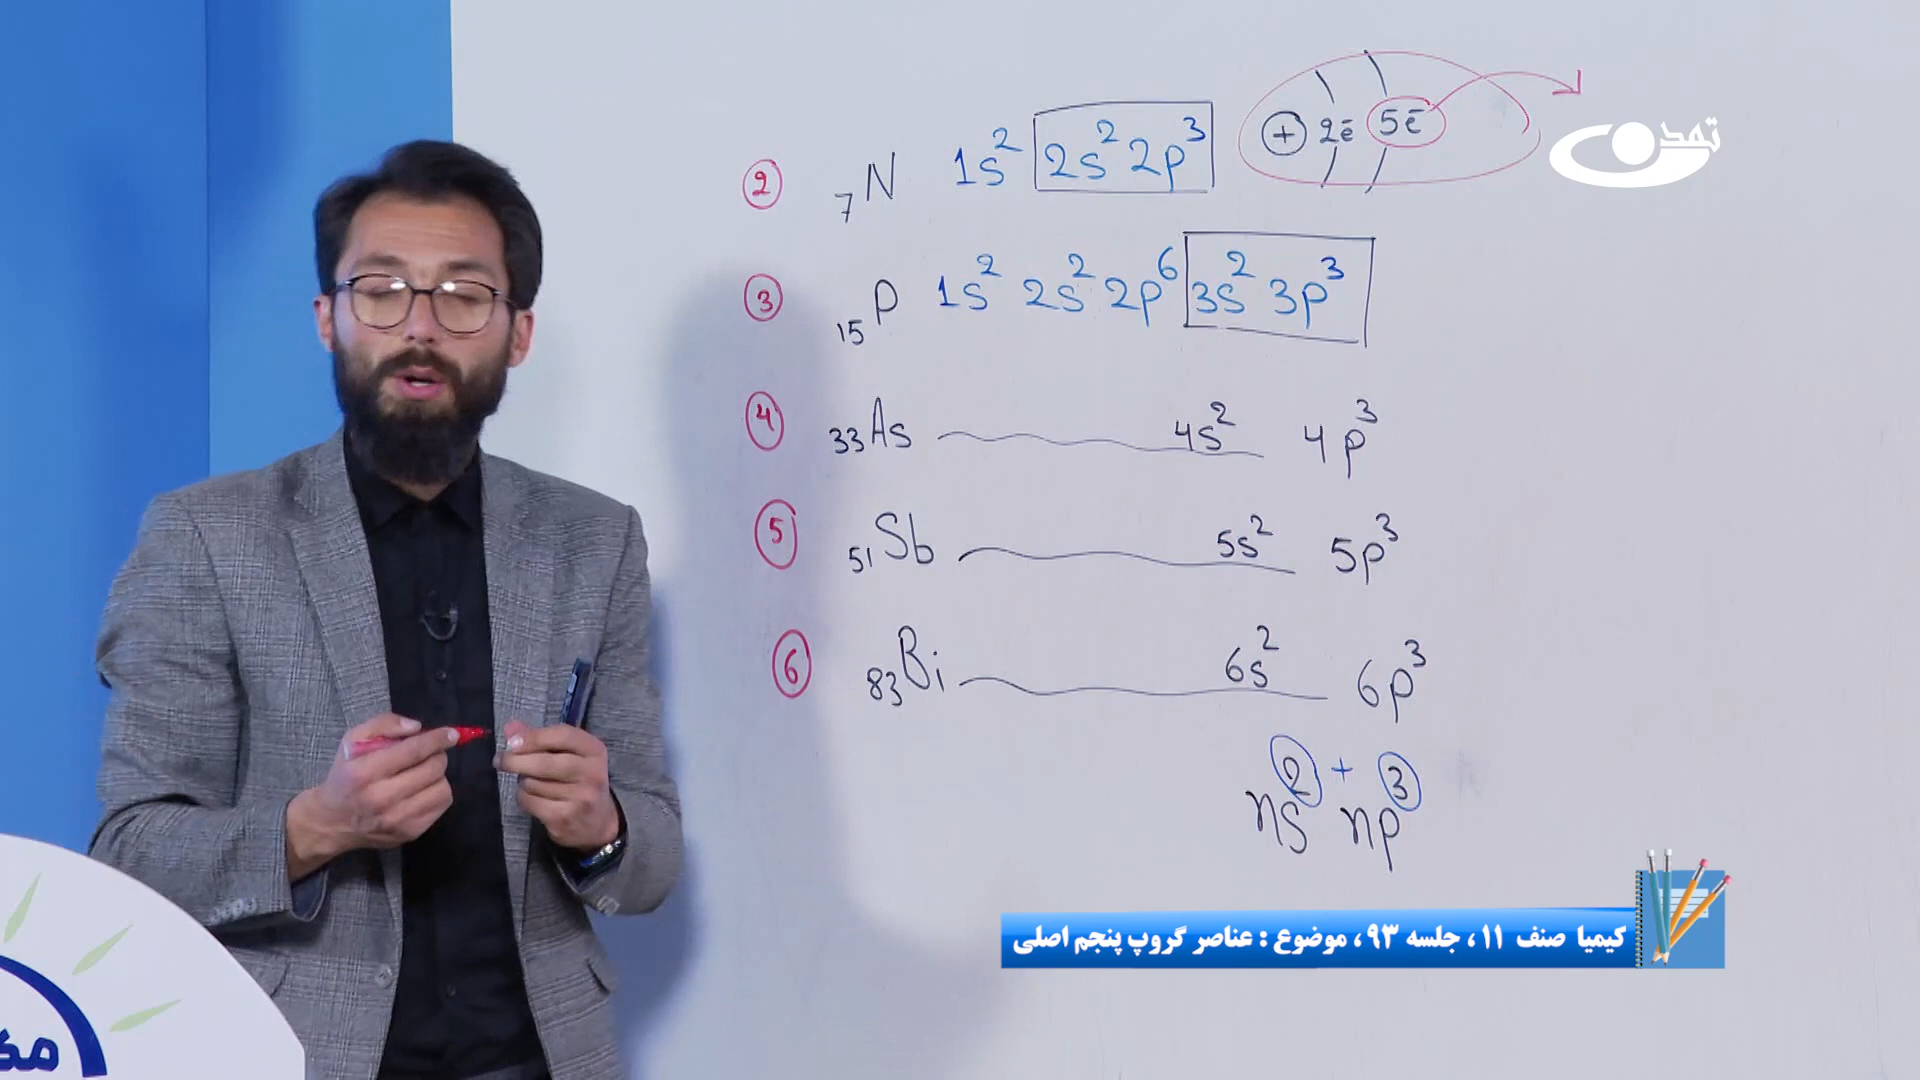 ② ₇N 1s² 2s² 2p³ + 2ē 5ē
تمدن
③ ₁₅P 1s² 2s² 2p⁶ 3s² 3p³
④ ₃₃As 4s² 4p³
⑤ ₅₁Sb 5s² 5p³
⑥ ₈₃Bi 6s² 6p³
ns² + np³
کیمیا صنف ۱۱ ، جلسه ۹۳ ، موضوع : عناصر گروپ پنجم اصلی